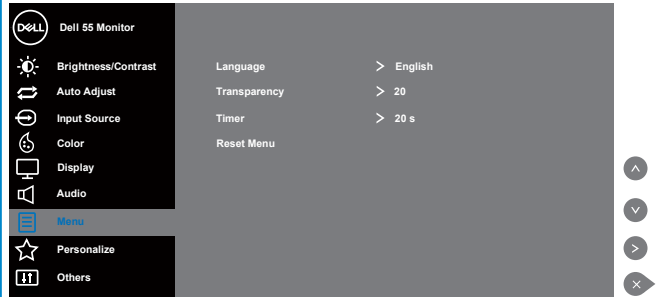 DELL Dell 55 Monitor
Brightness/Contrast
Auto Adjust
Input Source
Color
Display
Audio
Menu
Personalize
Others
Language > English
Transparency > 20
Timer > 20 s
Reset Menu